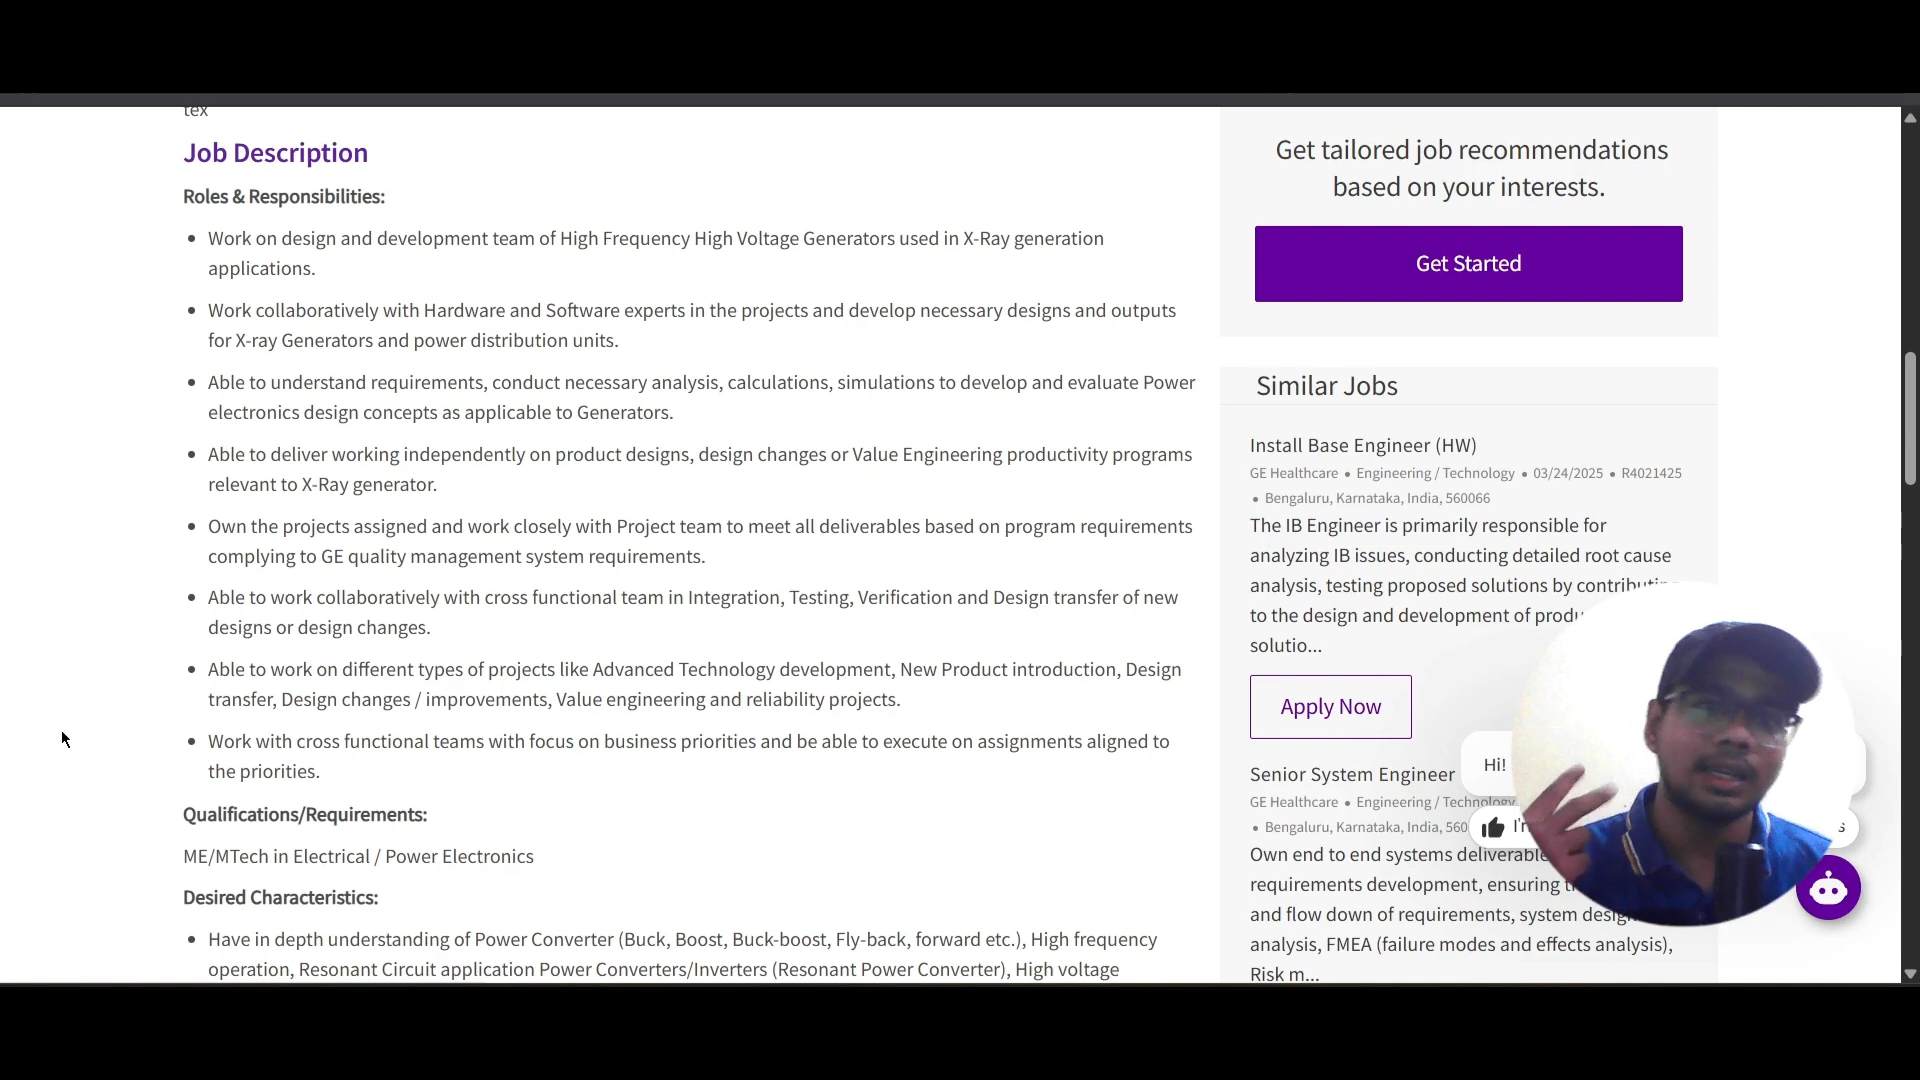 tex
Job Description
Roles & Responsibilities:
Work on design and development team of High Frequency High Voltage Generators used in X-Ray generation
applications.
Work collaboratively with Hardware and Software experts in the projects and develop necessary designs and outputs
for X-ray Generators and power distribution units.
Able to understand requirements, conduct necessary analysis, calculations, simulations to develop and evaluate Power
electronics design concepts as applicable to Generators.
Able to deliver working independently on product designs, design changes or Value Engineering productivity programs
relevant to X-Ray generator.
Own the projects assigned and work closely with Project team to meet all deliverables based on program requirements
complying to GE quality management system requirements.
Able to work collaboratively with cross functional team in Integration, Testing, Verification and Design transfer of new
designs or design changes.
Able to work on different types of projects like Advanced Technology development, New Product introduction, Design
transfer, Design changes / improvements, Value engineering and reliability projects.
Work with cross functional teams with focus on business priorities and be able to execute on assignments aligned to
the priorities.
Qualifications/Requirements:
ME/MTech in Electrical / Power Electronics
Desired Characteristics:
Have in depth understanding of Power Converter (Buck, Boost, Buck-boost, Fly-back, forward etc.), High frequency
operation, Resonant Circuit application Power Converters/Inverters (Resonant Power Converter), High voltage
Get tailored job recommendations
based on your interests.
Get Started
Similar Jobs
Install Base Engineer (HW)
GE Healthcare • Engineering / Technology • 03/24/2025 • R4021425
• Bengaluru, Karnataka, India, 560066
The IB Engineer is primarily responsible for
analyzing IB issues, conducting detailed root cause
analysis, testing proposed solutions by
to the design and development of
solutio...
Apply Now
Senior System Engineer
GE Healthcare • Engineering / Technology
• Bengaluru, Karnataka, India,
Own end to end systems
requirements development, ensuring
and flow down of requirements, system
analysis, FMEA (failure modes and effects analysis),
Risk m...
Hi!